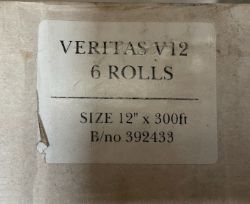 VERITAS V12
6 ROLLS
SIZE 12" x 300ft
B/no 392433